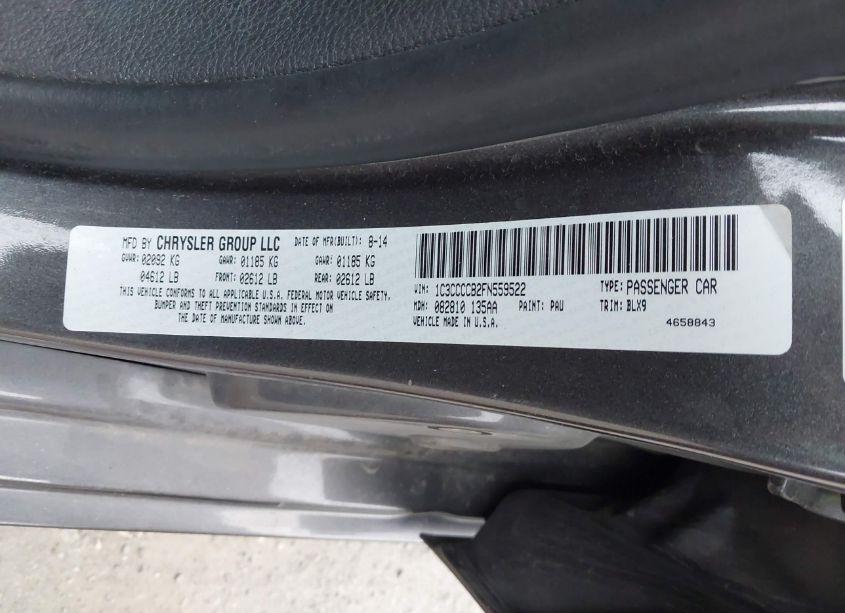 MFD BY CHRYSLER GROUP LLC DATE OF MFR(BUILT): 8-14
GVWR: 02092 KG GAWR: 01185 KG GAWR: 01185 KG
04612 LB FRONT: 02612 LB REAR: 02612 LB
THIS VEHICLE CONFORMS TO ALL APPLICABLE U.S.A. FEDERAL MOTOR VEHICLE SAFETY,
BUMPER AND THEFT PREVENTION STANDARDS IN EFFECT ON
THE DATE OF MANUFACTURE SHOWN ABOVE.
VIN: 1C3CCCCB2FN559522 TYPE: PASSENGER CAR
MDH: 082810 135AA PAINT: PAU TRIM: BLX9
VEHICLE MADE IN U.S.A. 4658843